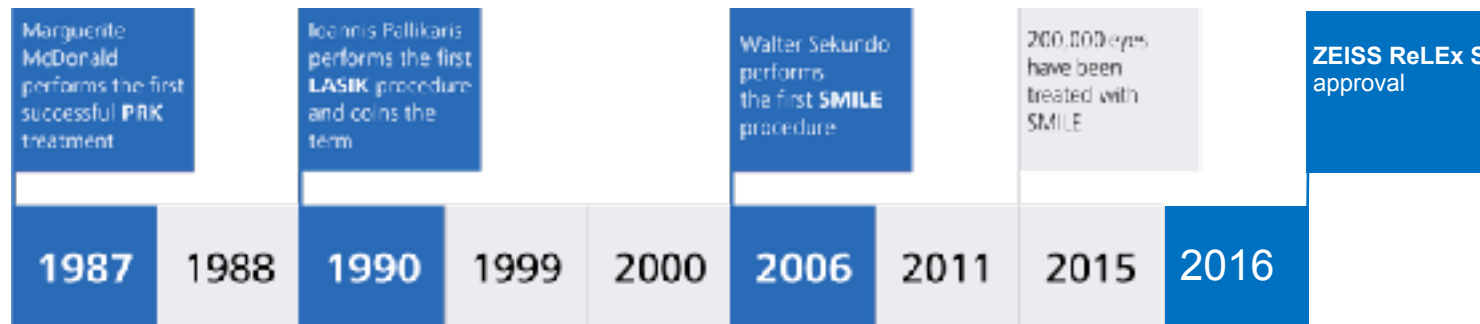 Marguerite
McDonald
performs the first
successful PRK
treatment
Ioannis Pallikaris
performs the first
LASIK procedure
and coins the
term
Walter Sekundo
performs
the first SMILE
procedure
200,000 eyes
have been
treated with
SMILE
ZEISS ReLEx S
approval
1987
1988
1990
1999
2000
2006
2011
2015
2016